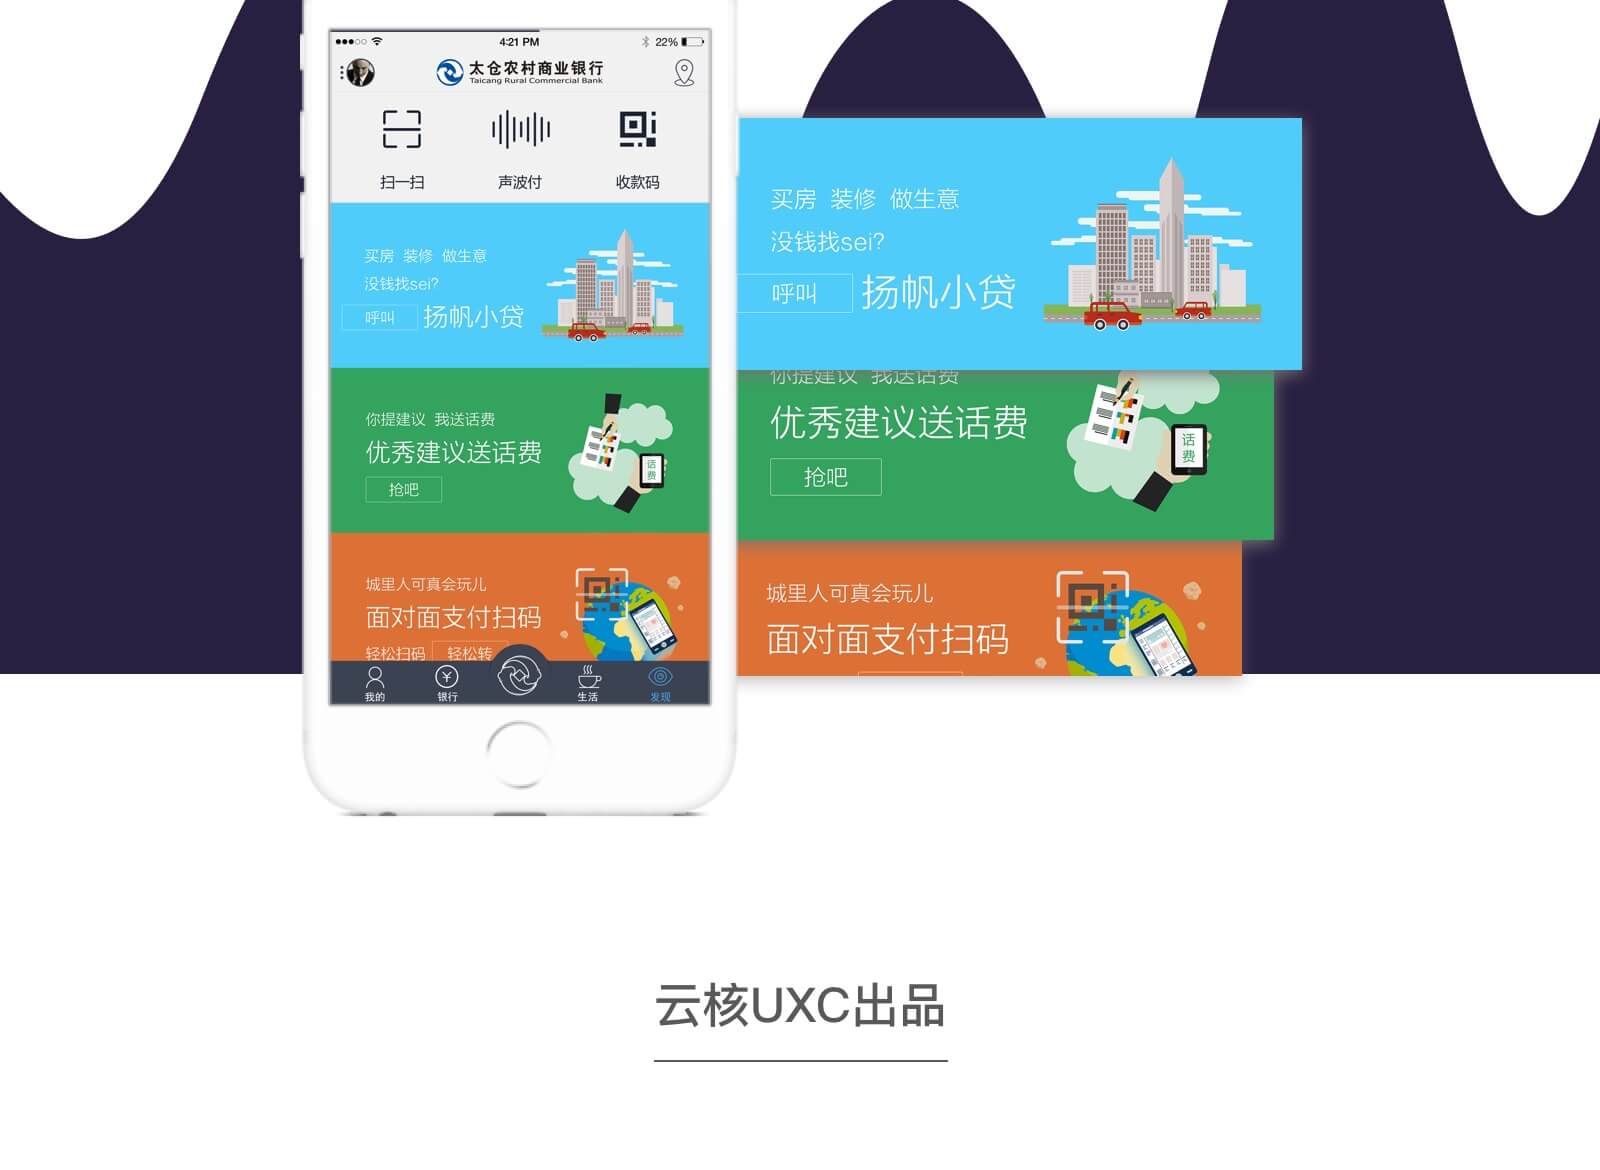 4:21 PM
22%
太仓农村商业银行
Taicang Rural Commercial Bank
扫一扫
声波付
收款码
买房 装修 做生意
没钱找sei?
呼叫 扬帆小贷
你提建议 我送话费
优秀建议送话费
抢吧
话费
城里人可真会玩儿
面对面支付扫码
轻松扫码 轻松转
我的
银行
生活
发现
买房 装修 做生意
没钱找sei?
呼叫 扬帆小贷
你提建议 我送话费
优秀建议送话费
抢吧
话费
城里人可真会玩儿
面对面支付扫码
云核UXC出品